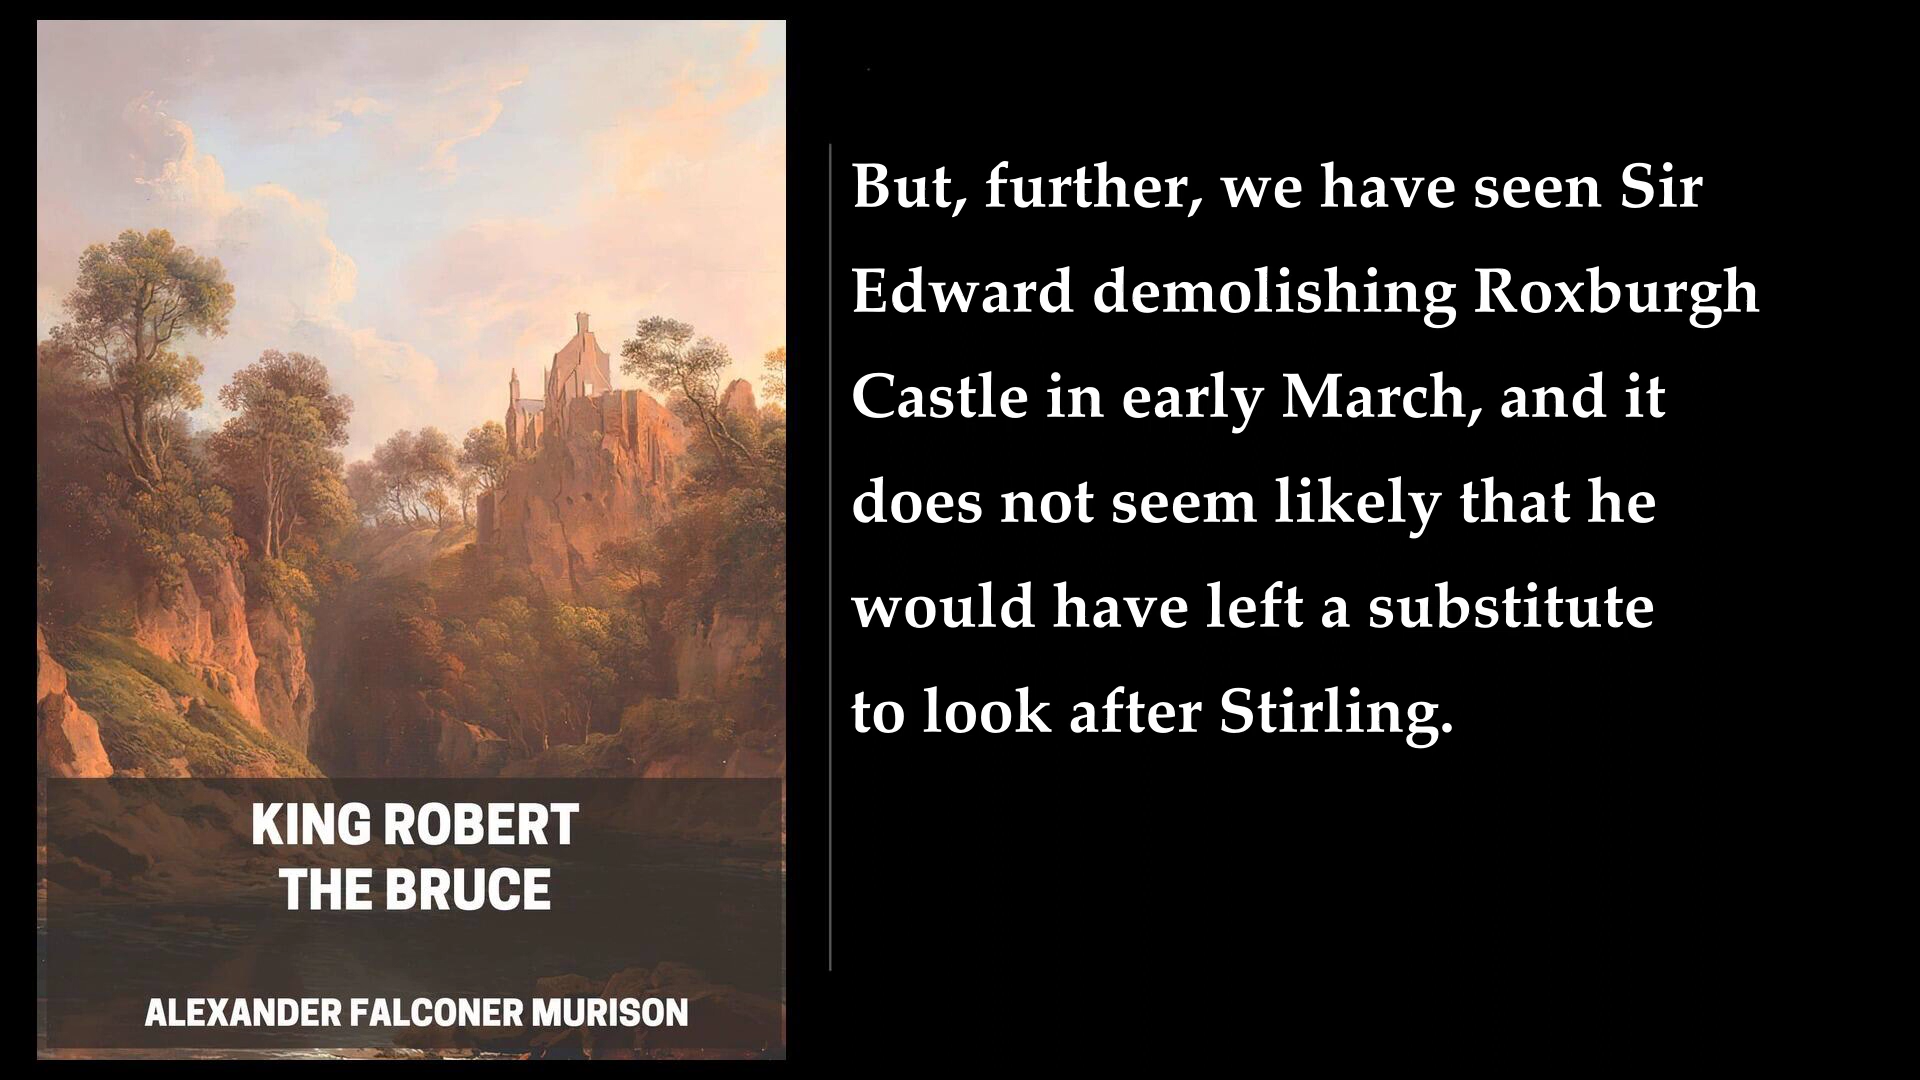 KING ROBERT
THE BRUCE
ALEXANDER FALCONER MURISON
But, further, we have seen Sir
Edward demolishing Roxburgh
Castle in early March, and it
does not seem likely that he
would have left a substitute
to look after Stirling.